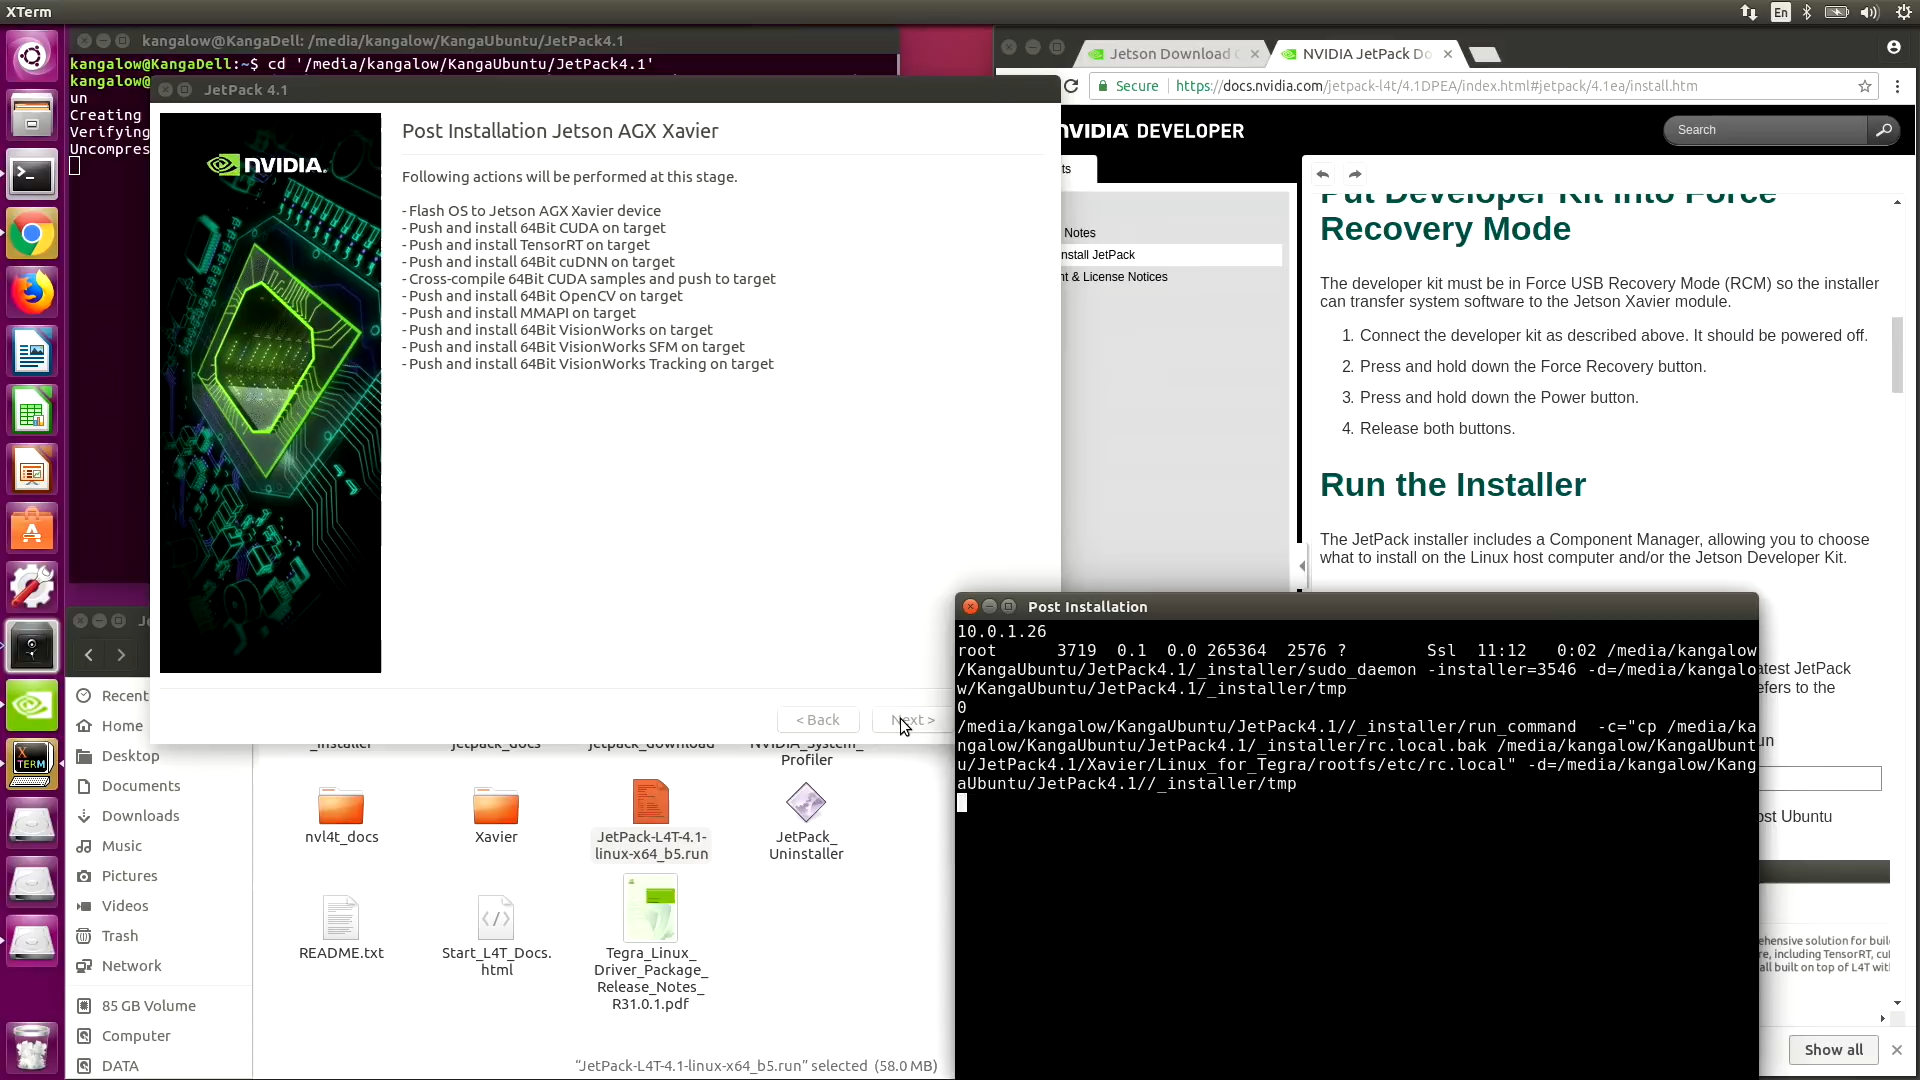 XTerm
En
kangalow@KangaDell: /media/kangalow/KangaUbuntu/JetPack4.1
kangalow@KangaDell:~$ cd '/media/kangalow/KangaUbuntu/JetPack4.1'
kangalow@
un
Creating
Verifying
Uncompres
JetPack 4.1
NVIDIA.
Post Installation Jetson AGX Xavier
Following actions will be performed at this stage.
- Flash OS to Jetson AGX Xavier device
- Push and install 64Bit CUDA on target
- Push and install TensorRT on target
- Push and install 64Bit cuDNN on target
- Cross-compile 64Bit CUDA samples and push to target
- Push and install 64Bit OpenCV on target
- Push and install MMAPI on target
- Push and install 64Bit VisionWorks on target
- Push and install 64Bit VisionWorks SFM on target
- Push and install 64Bit VisionWorks Tracking on target
< Back
Next >
Jetson Download C
NVIDIA JetPack Do
Secure
https://docs.nvidia.com/jetpack-l4t/4.1DPEA/index.html#jetpack/4.1ea/install.htm
NVIDIA DEVELOPER
Search
ts
Notes
nstall JetPack
t & License Notices
Put Developer Kit into Force
Recovery Mode
The developer kit must be in Force USB Recovery Mode (RCM) so the installer
can transfer system software to the Jetson Xavier module.
1. Connect the developer kit as described above. It should be powered off.
2. Press and hold down the Force Recovery button.
3. Press and hold down the Power button.
4. Release both buttons.
Run the Installer
The JetPack installer includes a Component Manager, allowing you to choose
what to install on the Linux host computer and/or the Jetson Developer Kit.
atest JetPack
efers to the
un
ost Ubuntu
Show all
Post Installation
10.0.1.26
root      3719  0.1  0.0 265364  2576 ?        Ssl  11:12   0:02 /media/kangalow
/KangaUbuntu/JetPack4.1/_installer/sudo_daemon -installer=3546 -d=/media/kangalo
w/KangaUbuntu/JetPack4.1/_installer/tmp
0
/media/kangalow/KangaUbuntu/JetPack4.1//_installer/run_command  -c="cp /media/ka
ngalow/KangaUbuntu/JetPack4.1/_installer/rc.local.bak /media/kangalow/KangaUbunt
u/JetPack4.1/Xavier/Linux_for_Tegra/rootfs/etc/rc.local" -d=/media/kangalow/Kang
aUbuntu/JetPack4.1//_installer/tmp
Recent
Home
Desktop
Documents
Downloads
Music
Pictures
Videos
Trash
Network
85 GB Volume
Computer
DATA
_installer
jetpack_docs
jetpack_download
NVIDIA_System_
Profiler
nvl4t_docs
Xavier
JetPack-L4T-4.1-
linux-x64_b5.run
JetPack_
Uninstaller
README.txt
Start_L4T_Docs.
html
Tegra_Linux_
Driver_Package_
Release_Notes_
R31.0.1.pdf
"JetPack-L4T-4.1-linux-x64_b5.run" selected (58.0 MB)
X
TERM